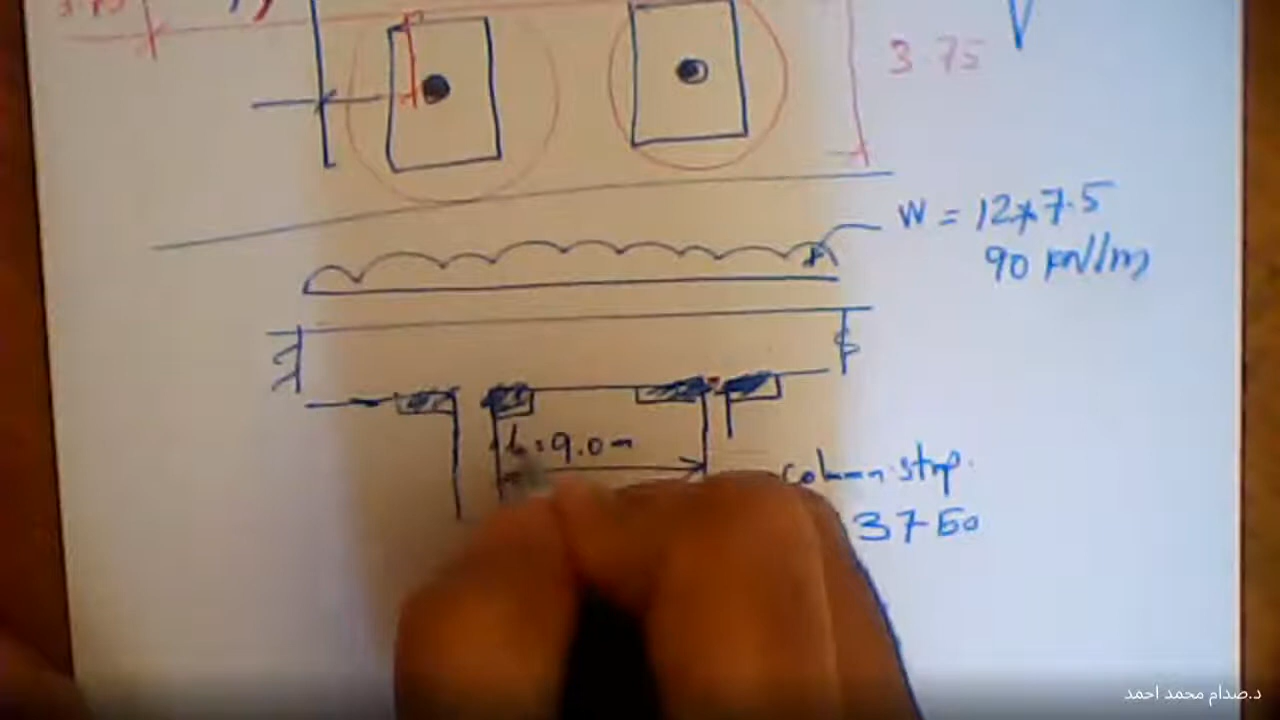 3.75
W = 12*7.5
90 kN/m
L=9.0m
column strip.
3750
د.صدام محمد احمد